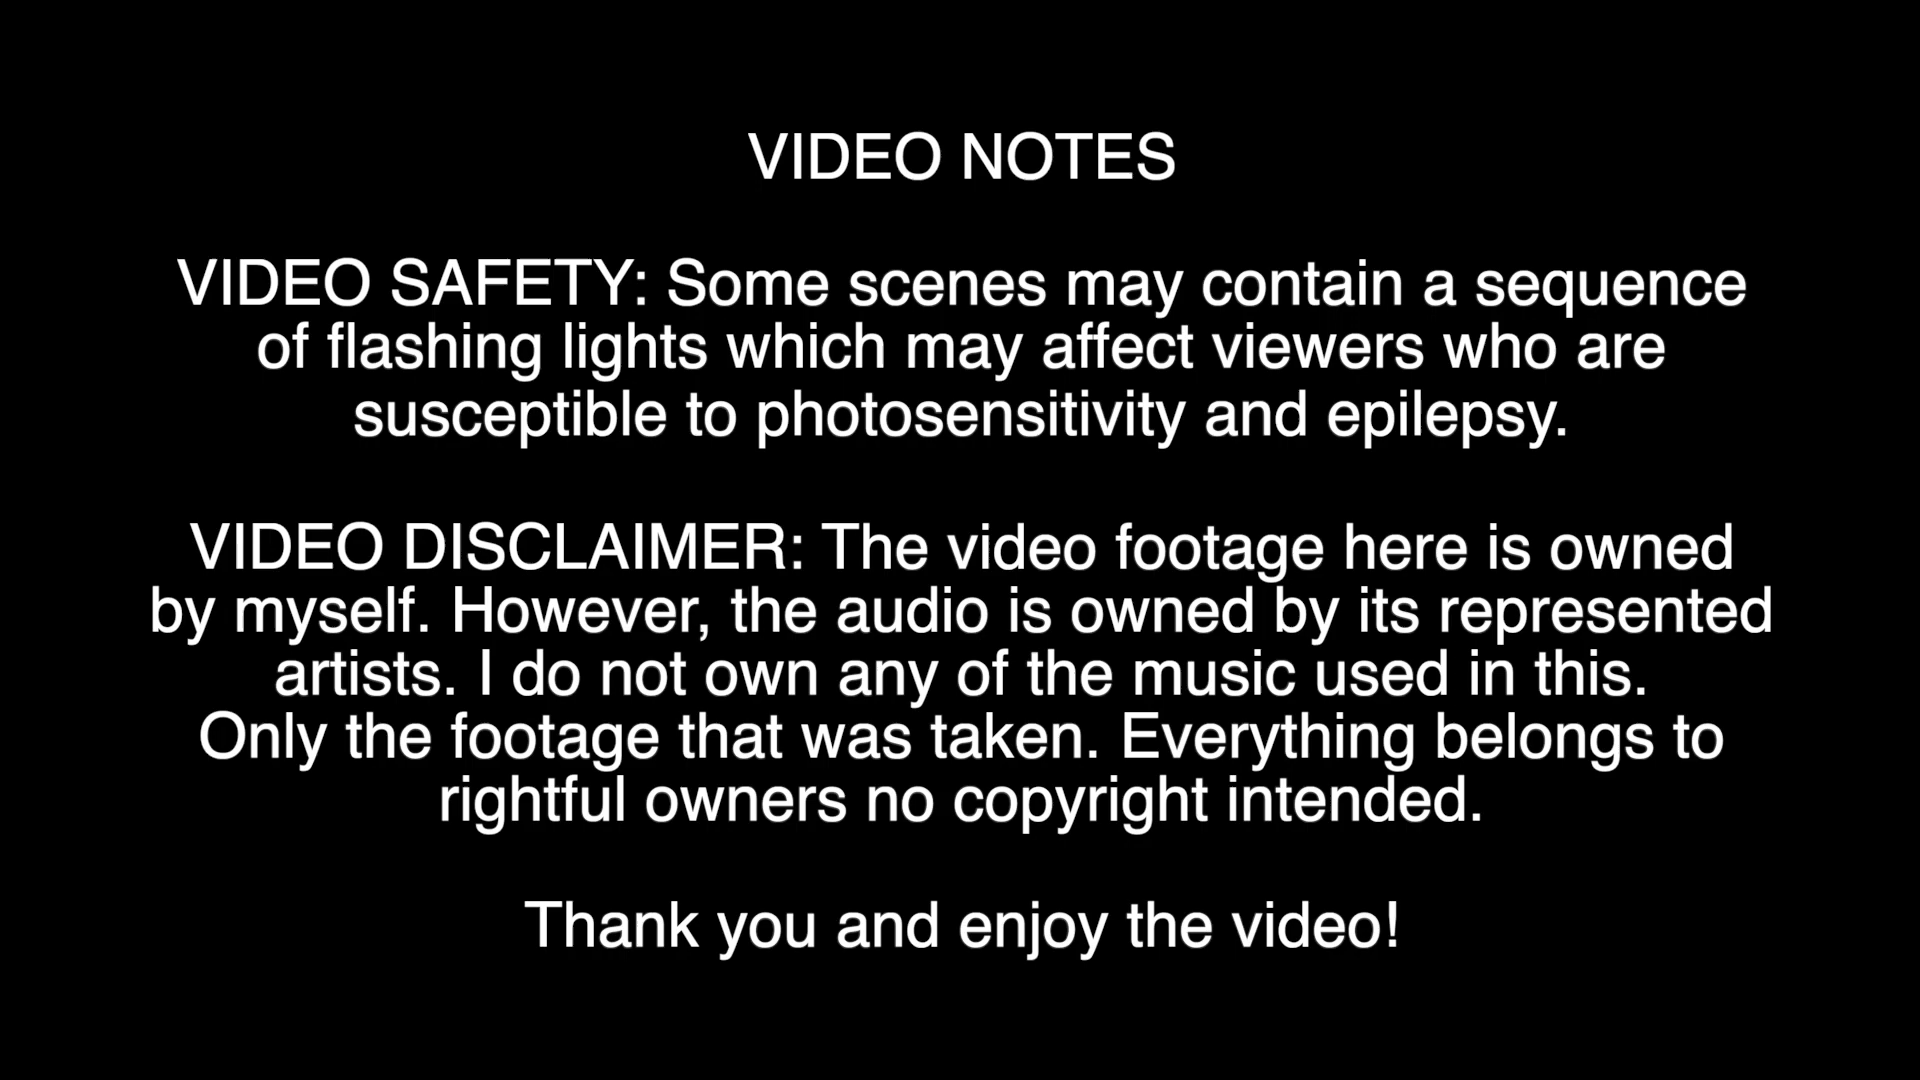 VIDEO NOTES
VIDEO SAFETY: Some scenes may contain a sequence
of flashing lights which may affect viewers who are
susceptible to photosensitivity and epilepsy.
VIDEO DISCLAIMER: The video footage here is owned
by myself. However, the audio is owned by its represented
artists. I do not own any of the music used in this.
Only the footage that was taken. Everything belongs to
rightful owners no copyright intended.
Thank you and enjoy the video!